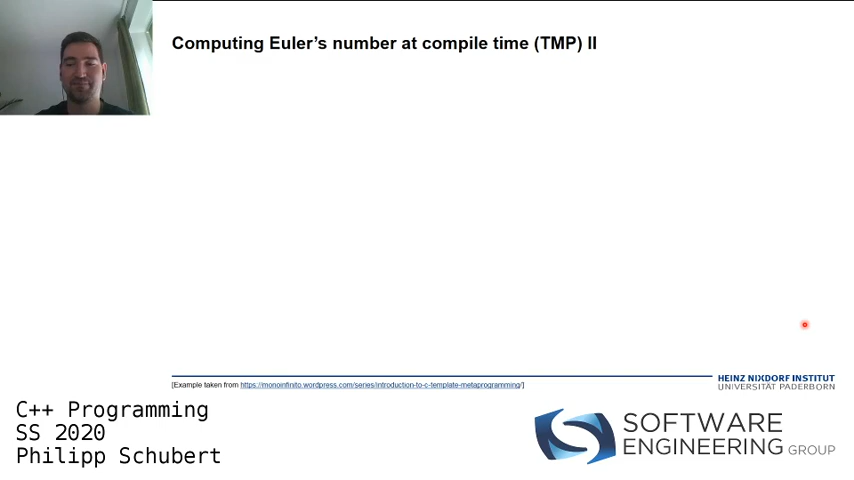 Computing Euler's number at compile time (TMP) II
[Example taken from https://monoinfinito.wordpress.com/series/introduction-to-c-template-metaprogramming/]
HEINZ NIXDORF INSTITUT
UNIVERSITÄT PADERBORN
C++ Programming
SS 2020
Philipp Schubert
SOFTWARE
ENGINEERING GROUP